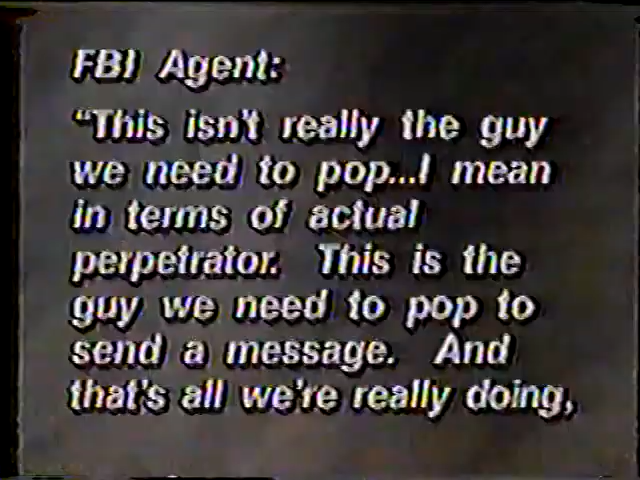 FBI Agent:
"This isn't really the guy
we need to pop...I mean
in terms of actual
perpetrator. This is the
guy we need to pop to
send a message. And
that's all we're really doing,